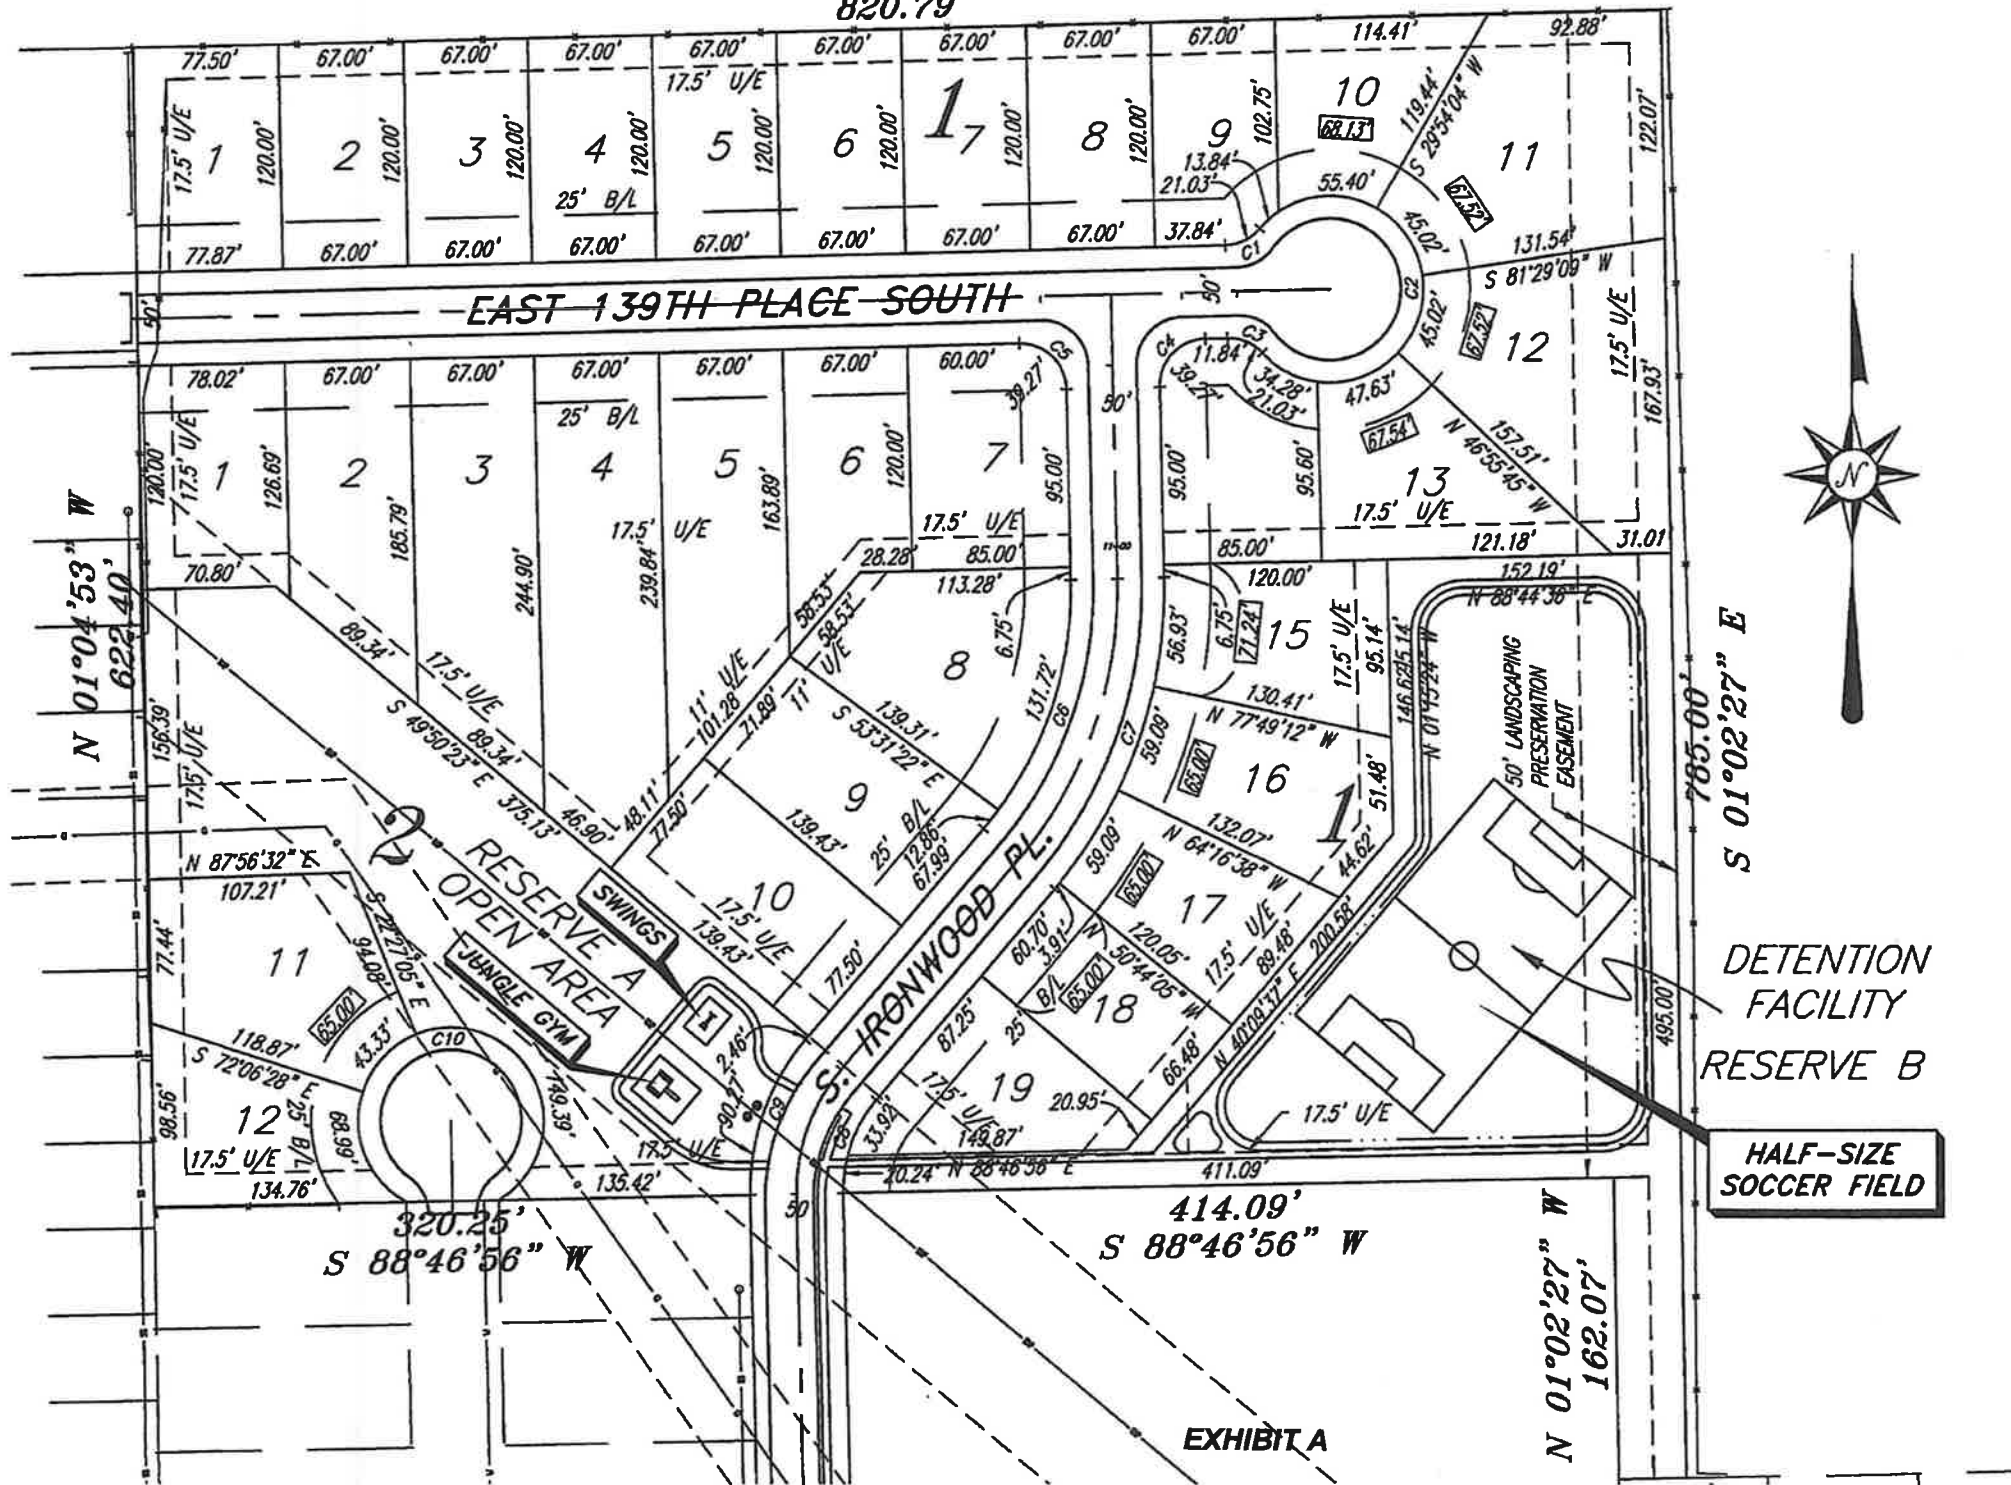 820.79
77.50'
67.00'
67.00'
67.00'
67.00'
67.00'
67.00'
67.00'
67.00'
114.41'
92.88'
17.5' U/E
17.5' U/E
1
120.00'
2
120.00'
3
120.00'
4
120.00'
5
120.00'
6
120.00'
1
7
120.00'
8
120.00'
9
102.75'
10
68.13'
119.44'
S 29°54'04" W
11
122.07'
13.84'
21.03'
55.40'
67.52'
45.02'
25' B/L
77.87'
67.00'
67.00'
67.00'
67.00'
67.00'
67.00'
67.00'
37.84'
C1
131.54'
S 81°29'09" W
50'
EAST 139TH PLACE SOUTH
50'
C2
45.02'
67.52'
12
17.5' U/E
167.93'
78.02'
67.00'
67.00'
67.00'
67.00'
67.00'
60.00'
C5
39.27'
C4
C3
11.84'
39.27'
34.28'
21.03'
47.63'
67.54'
50'
25' B/L
120.00'
17.5' U/E
1
126.69'
2
185.79'
3
244.90'
4
239.84'
5
163.89'
6
120.00'
7
95.00'
95.00'
95.60'
13
157.51'
N 46°55'45" W
17.5' U/E
17.5' U/E
17.5' U/E
28.28'
85.00'
85.00'
121.18'
31.01
N 01°04'53" W
622.40'
70.80'
113.28'
120.00'
152.19'
N 88°44'36" E
58.53'
58.53'
11' U/E
11' U/E
101.28'
71.89'
6.75'
8
131.72'
C6
56.93'
6.75'
71.24'
15
17.5' U/E
95.14'
146.62'
50' LANDSCAPING
PRESERVATION
EASEMENT
S 01°02'27" E
785.00'
89.34'
17.5' U/E
S 49°50'23" E
89.34'
375.13'
46.90'
48.11'
77.50'
139.31'
S 53°31'22" E
C7
59.09'
130.41'
N 77°49'12" W
65.00'
16
1
51.48'
156.39'
17.5' U/E
9
139.43'
25' B/L
12.86'
67.99'
59.09'
132.07'
N 64°16'38" W
44.62'
2
N 87°56'32" E
107.21'
RESERVE A
OPEN AREA
SWINGS
JUNGLE GYM
10
17.5' U/E
139.43'
77.50'
S. IRONWOOD PL.
65.00'
17
60.70'
3.91'
N 50°44'05" W
120.05'
17.5' U/E
89.48'
N 40°09'37" E
200.58'
DETENTION
FACILITY
RESERVE B
495.00'
77.44'
11
S 22°27'05" E
94.08'
65.00'
43.33'
C10
118.87'
S 72°06'28" E
98.56'
12
25' B/L
68.99'
17.5' U/E
134.76'
149.39'
17.5' U/E
135.42'
2.46'
90.27'
C9
C8
33.92'
87.25'
25' B/L
65.00'
18
66.48'
17.5' U/E
19
20.95'
149.87'
20.24'
N 88°46'56" E
411.09'
17.5' U/E
HALF-SIZE
SOCCER FIELD
50
320.25'
S 88°46'56" W
414.09'
S 88°46'56" W
N 01°02'27" W
162.07'
N
EXHIBIT A